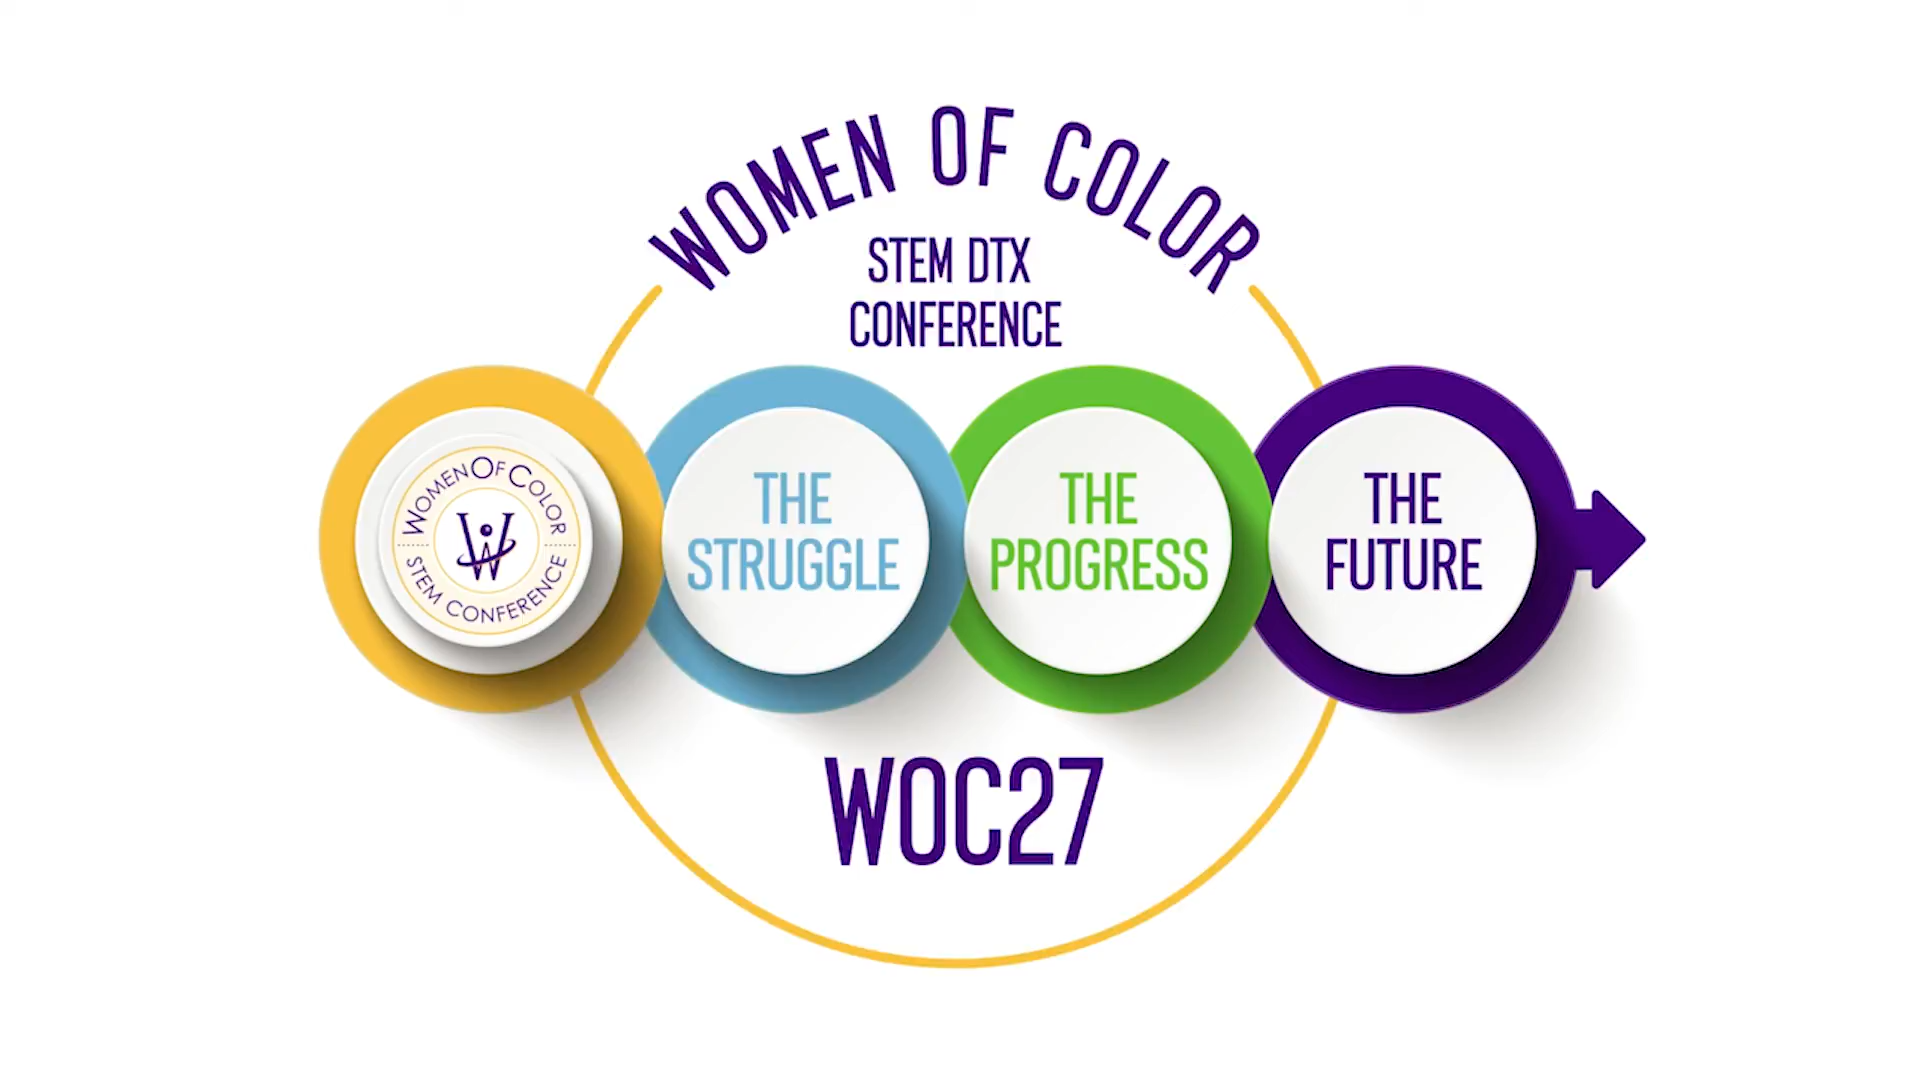 WOMEN OF COLOR
STEM DTX
CONFERENCE
WOMEN OF COLOR
STEM CONFERENCE
W
THE
STRUGGLE
THE
PROGRESS
THE
FUTURE
WOC27